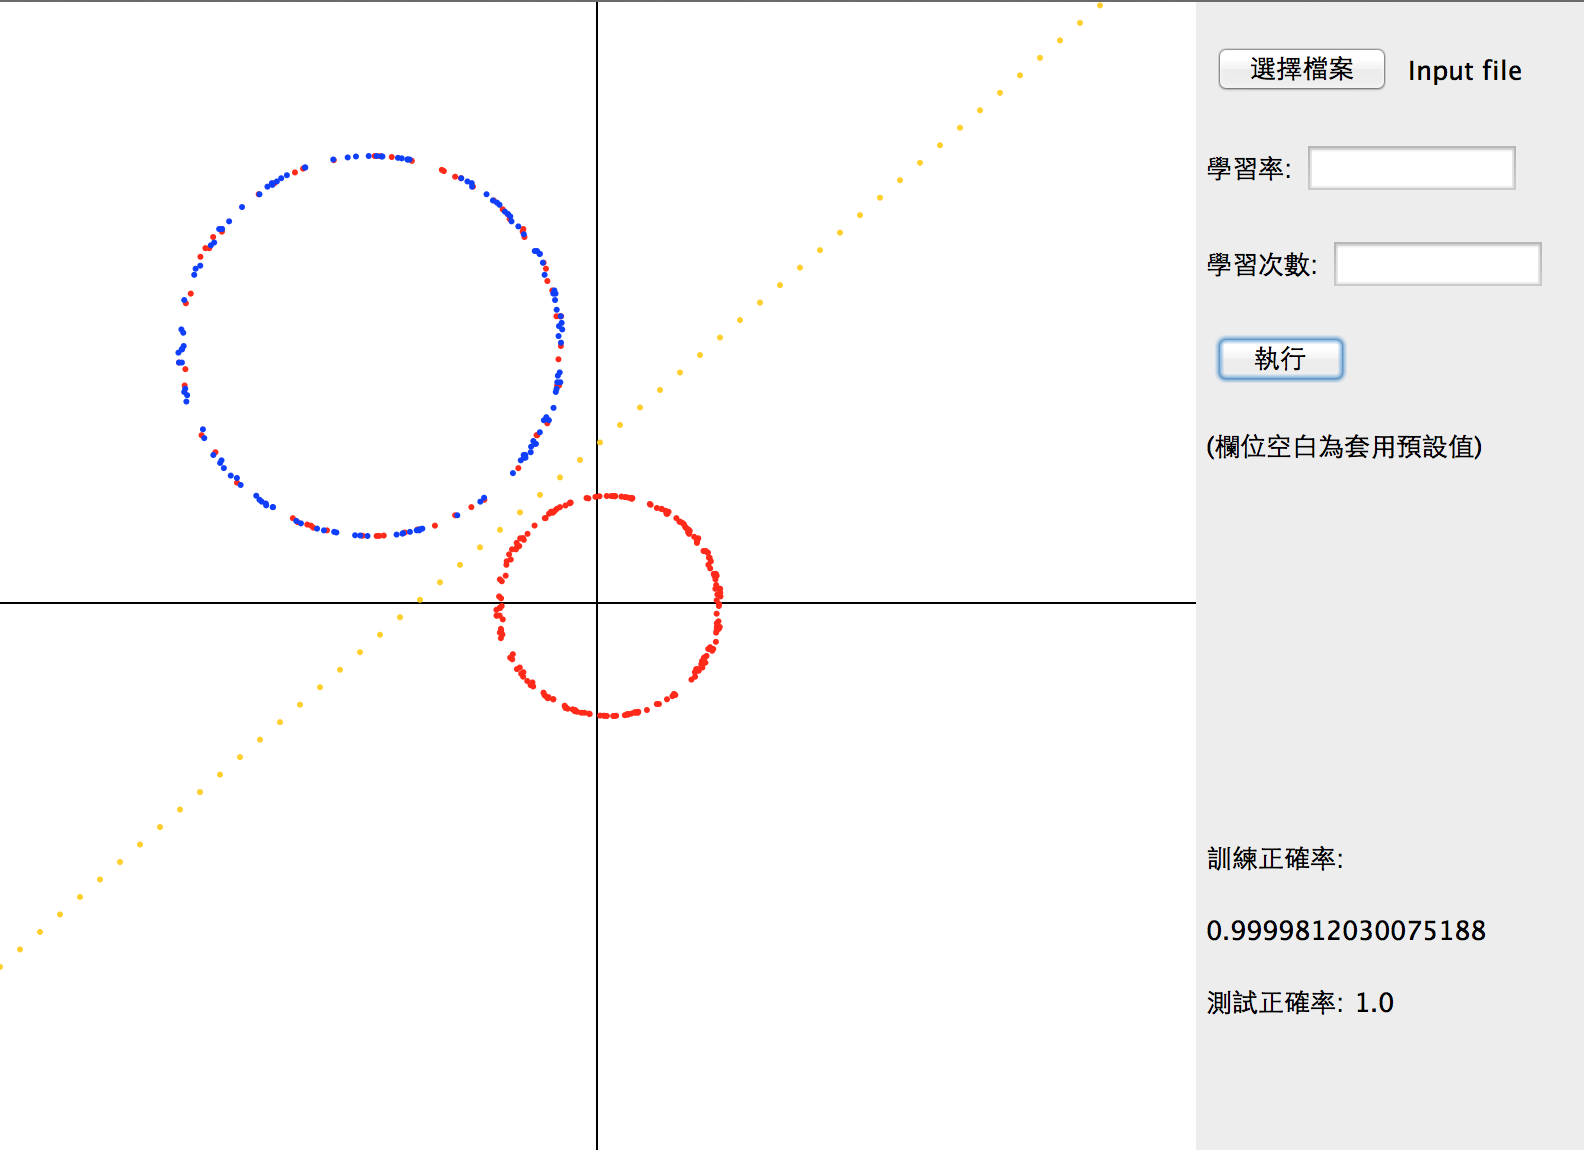 選擇檔案 Input file
學習率:
學習次數:
執行
(欄位空白為套用預設值)
訓練正確率:
0.9999812030075188
測試正確率: 1.0